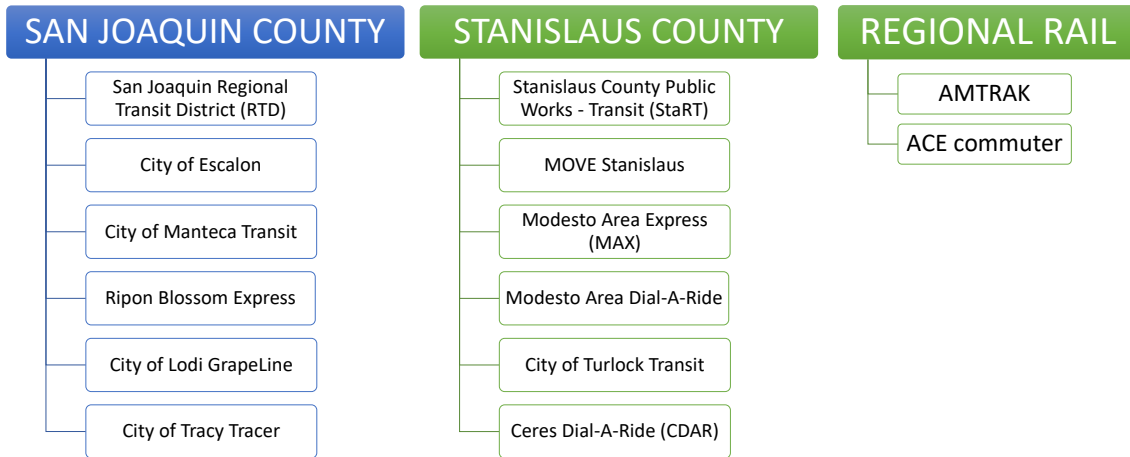 SAN JOAQUIN COUNTY
San Joaquin Regional
Transit District (RTD)
City of Escalon
City of Manteca Transit
Ripon Blossom Express
City of Lodi GrapeLine
City of Tracy Tracer
STANISLAUS COUNTY
Stanislaus County Public
Works - Transit (StaRT)
MOVE Stanislaus
Modesto Area Express
(MAX)
Modesto Area Dial-A-Ride
City of Turlock Transit
Ceres Dial-A-Ride (CDAR)
REGIONAL RAIL
AMTRAK
ACE commuter